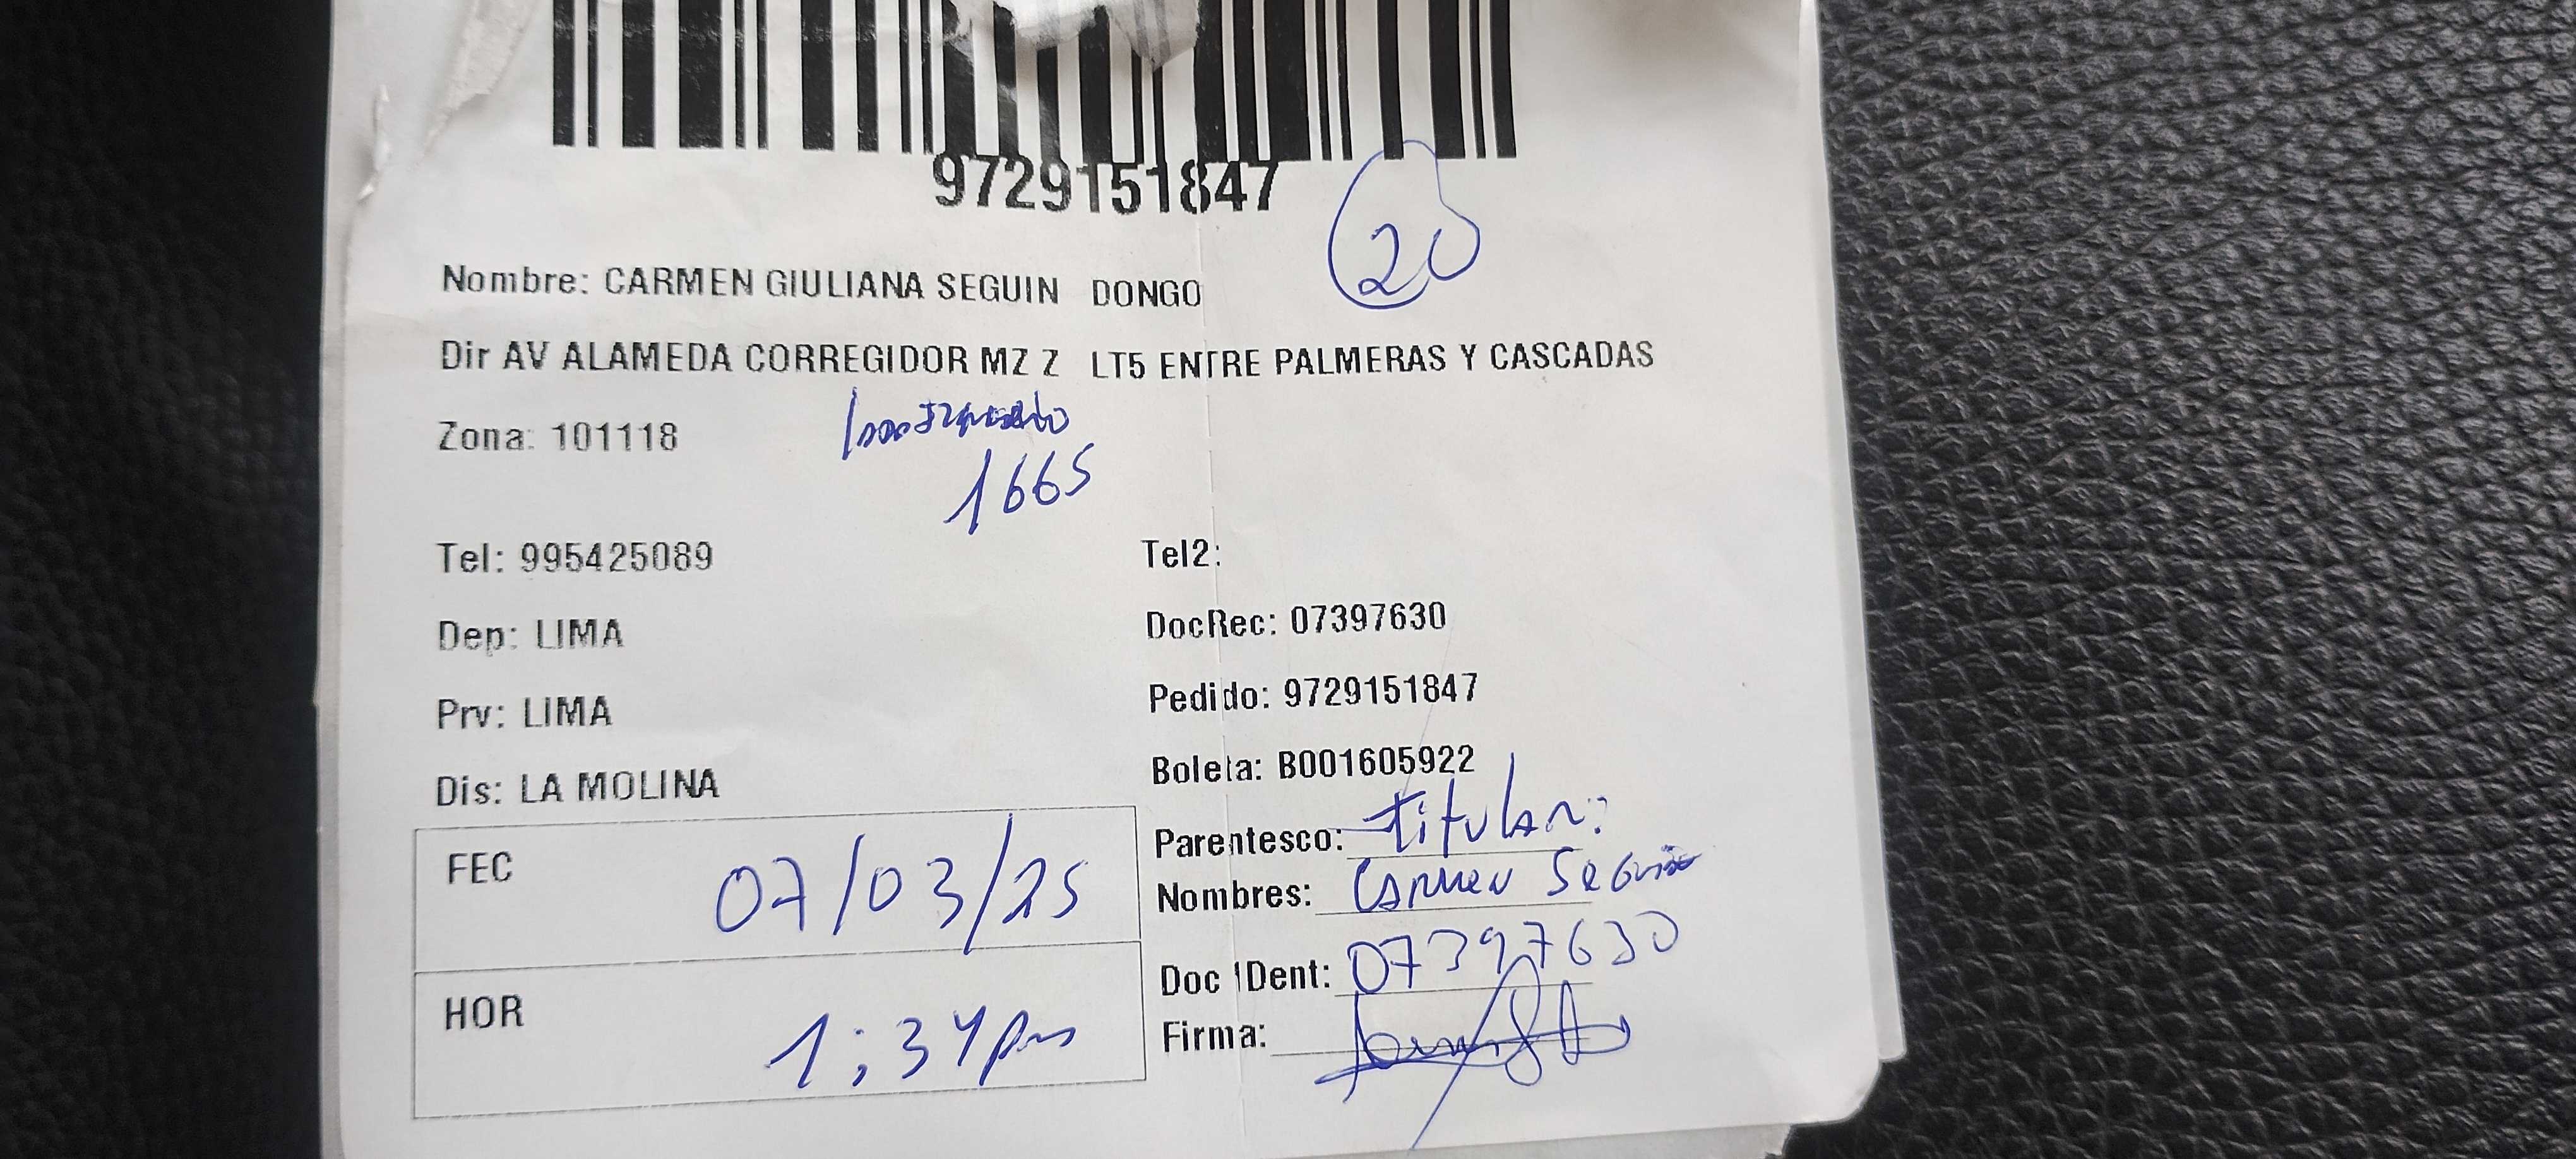 9729151847
20
Nombre: CARMEN GIULIANA SEGUIN DONGO
Dir AV ALAMEDA CORREGIDOR MZ Z LT5 ENTRE PALMERAS Y CASCADAS
Zona: 101118
1665
Tel: 995425089
Tel2:
Dep: LIMA
DocRec: 07397630
Prv: LIMA
Pedido: 9729151847
Dis: LA MOLINA
Boleta: B001605922
FEC 07/03/25
Parentesco: titular
Nombres: Carmen Seguin
HOR 1:34pm
Doc IDent: 07397630
Firma: